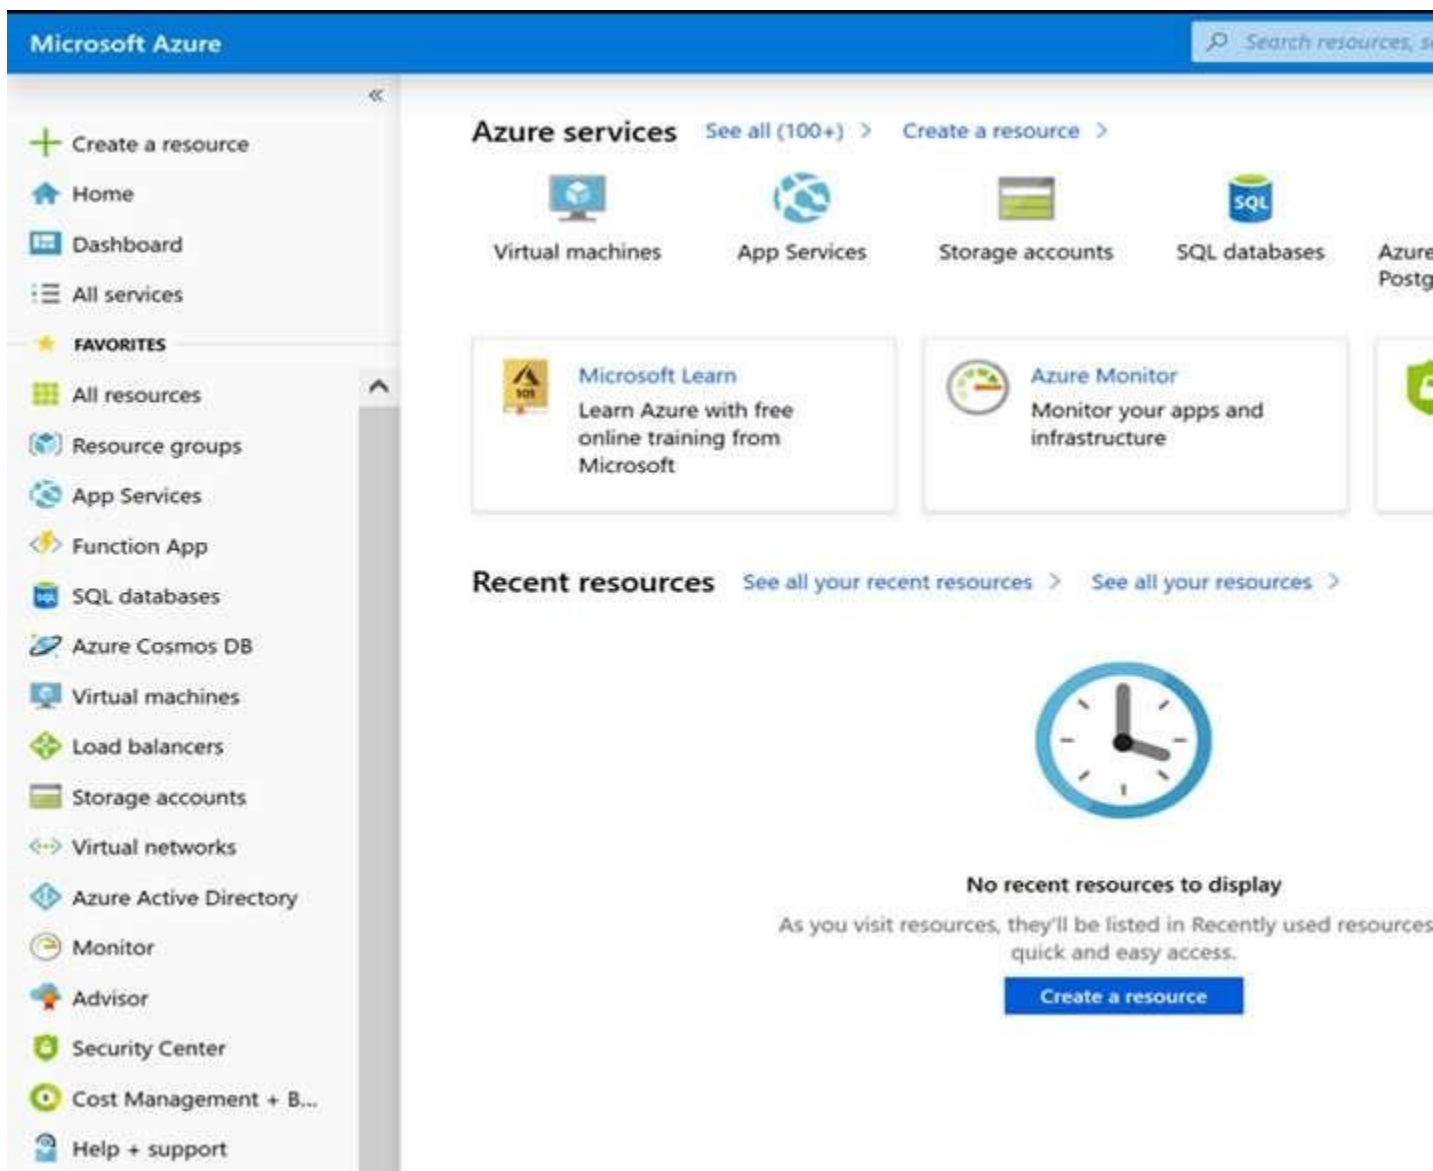 Microsoft Azure
Search resources, s
«
Create a resource
Home
Dashboard
All services
FAVORITES
All resources
Resource groups
App Services
Function App
SQL databases
Azure Cosmos DB
Virtual machines
Load balancers
Storage accounts
Virtual networks
Azure Active Directory
Monitor
Advisor
Security Center
Cost Management + B...
Help + support
Azure services See all (100+) > Create a resource >
SQL
Virtual machines App Services Storage accounts SQL databases Azure
Postg
101
Microsoft Learn
Learn Azure with free
online training from
Microsoft
Azure Monitor
Monitor your apps and
infrastructure
Recent resources See all your recent resources > See all your resources >
No recent resources to display
As you visit resources, they'll be listed in Recently used resources
quick and easy access.
Create a resource